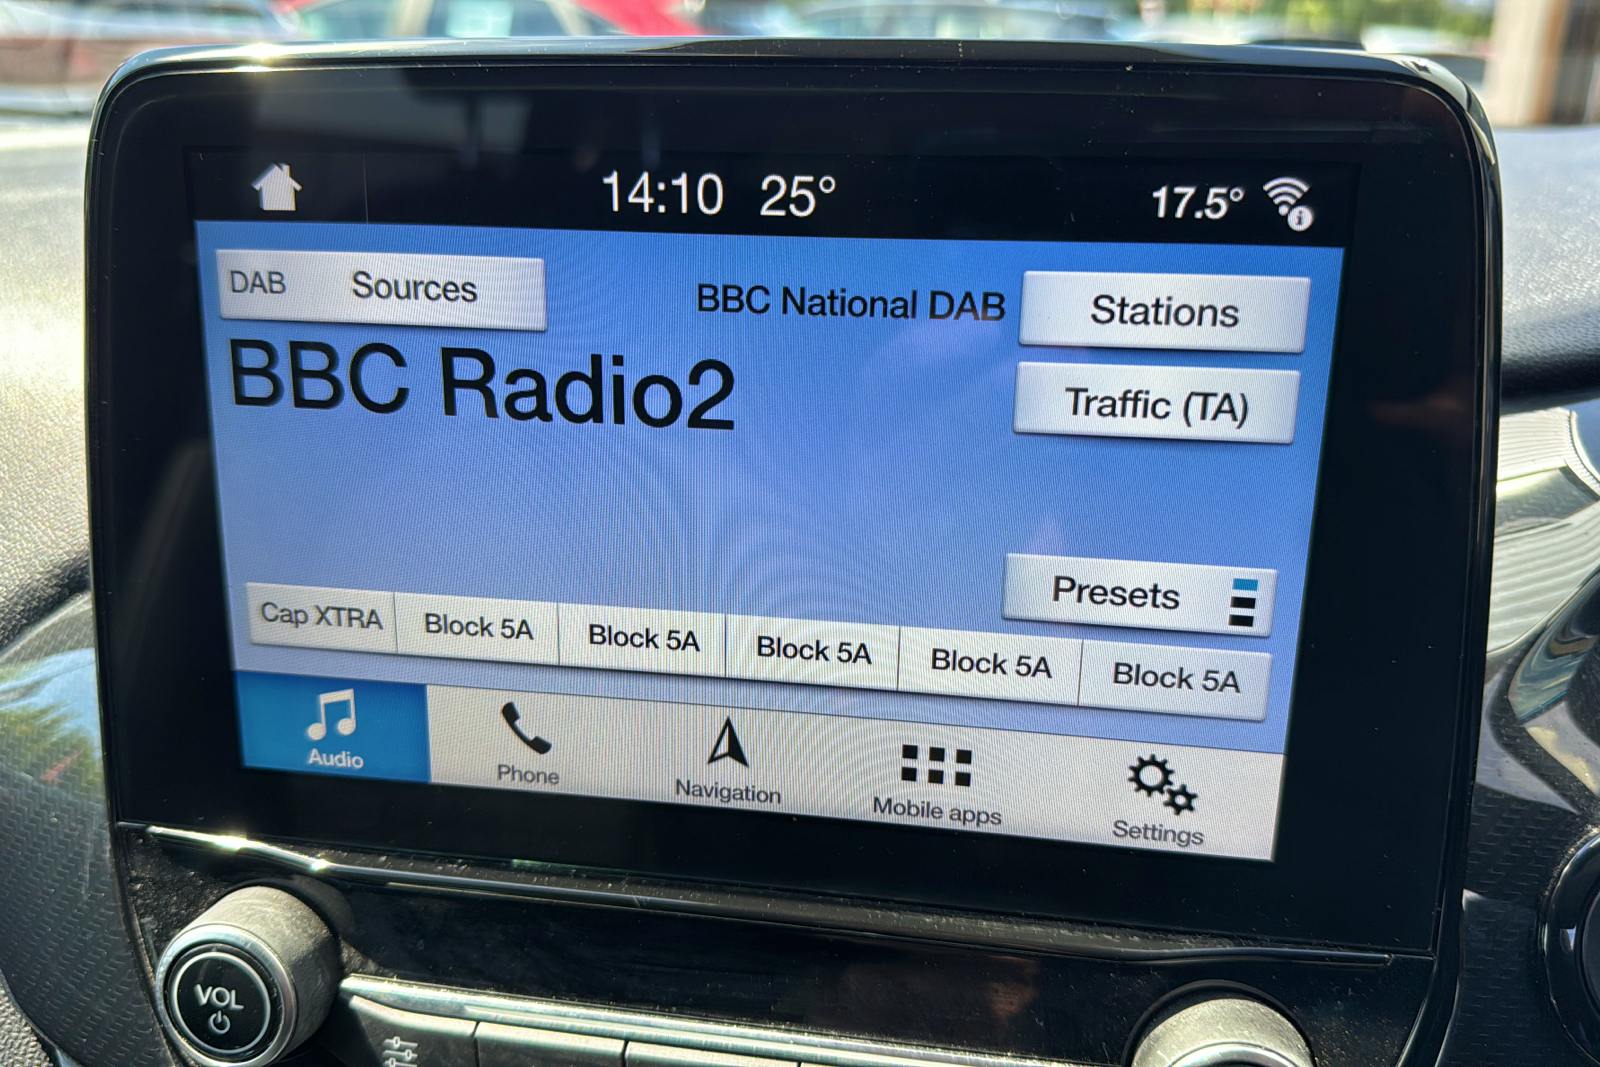 14:10 25° 17.5°
DAB Sources
BBC National DAB
Stations
BBC Radio2
Traffic (TA)
Presets
Cap XTRA Block 5A Block 5A Block 5A Block 5A Block 5A
Audio Phone Navigation Mobile apps Settings
VOL